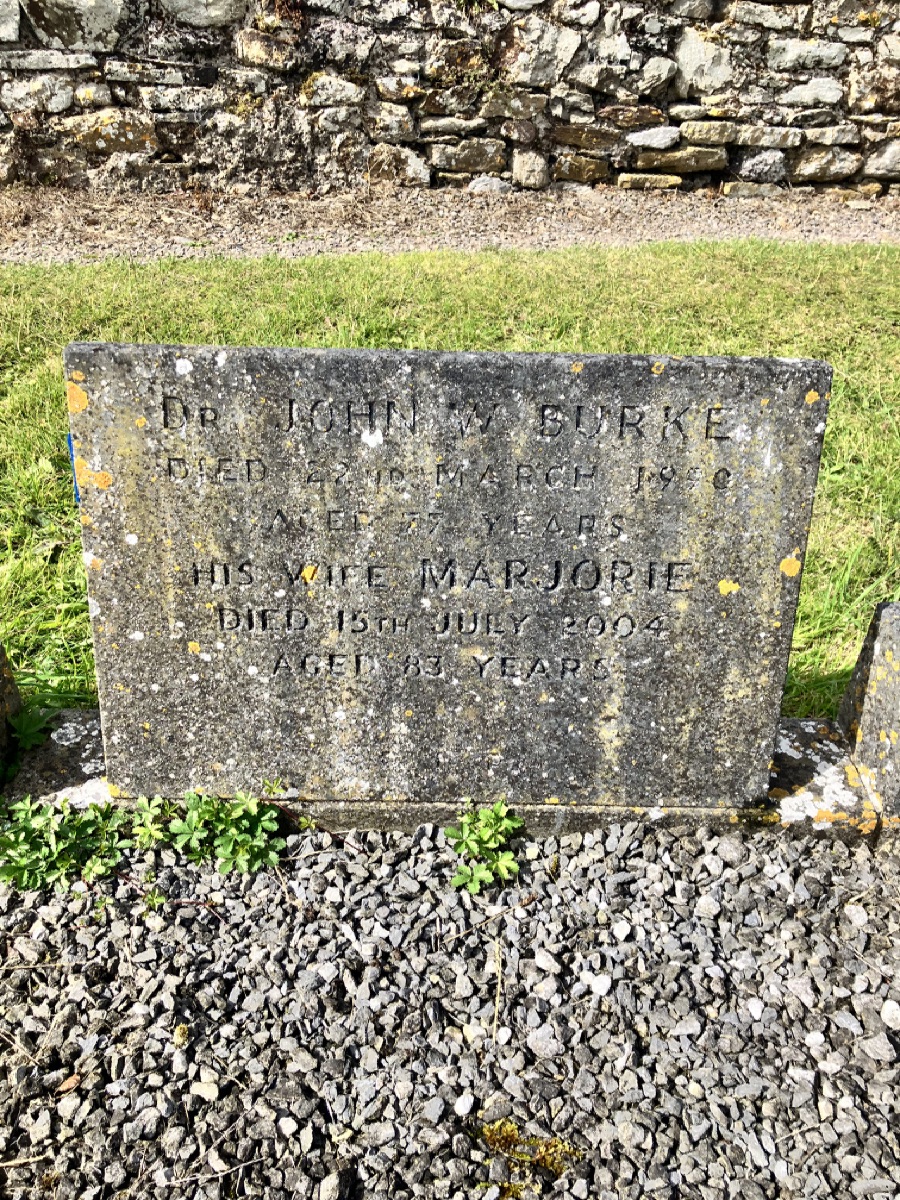 Dr JOHN W BURKE
DIED 22ND MARCH 1990
AGED 77 YEARS
HIS WIFE MARJORIE
DIED 15TH JULY 2004
AGED 83 YEARS